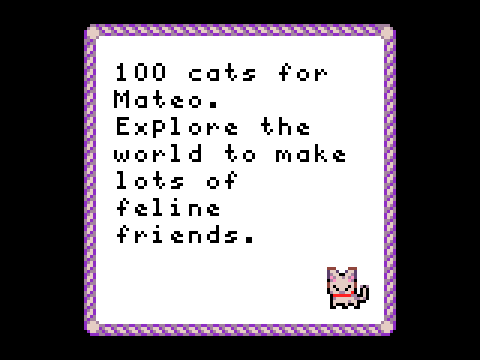 100 cats for
Mateo.
Explore the
world to make
lots of
feline
friends.